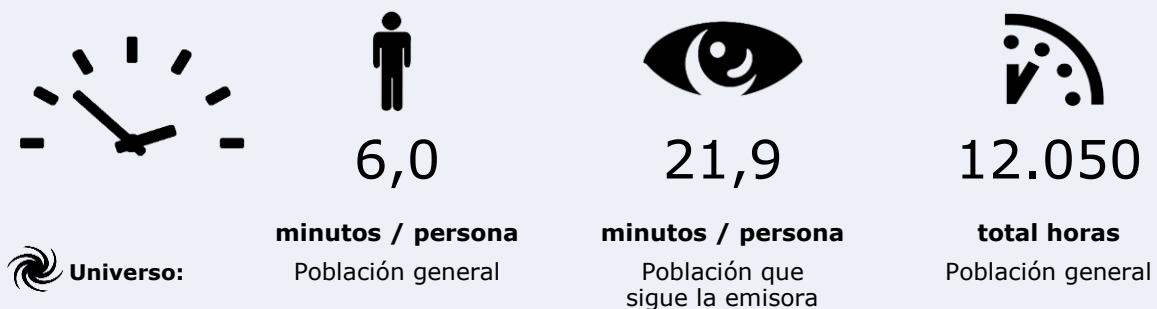 6,0
21,9
12.050
minutos / persona
minutos / persona
total horas
Universo:
Población general
Población que
sigue la emisora
Población general